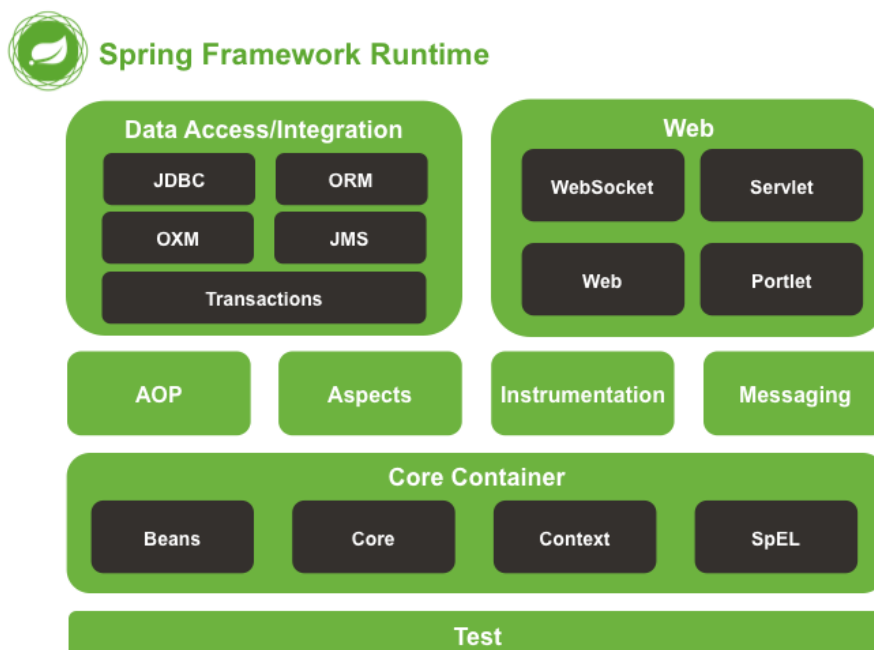 Spring Framework Runtime
Data Access/Integration
JDBC
ORM
OXM
JMS
Transactions
Web
WebSocket
Servlet
Web
Portlet
AOP
Aspects
Instrumentation
Messaging
Core Container
Beans
Core
Context
SpEL
Test